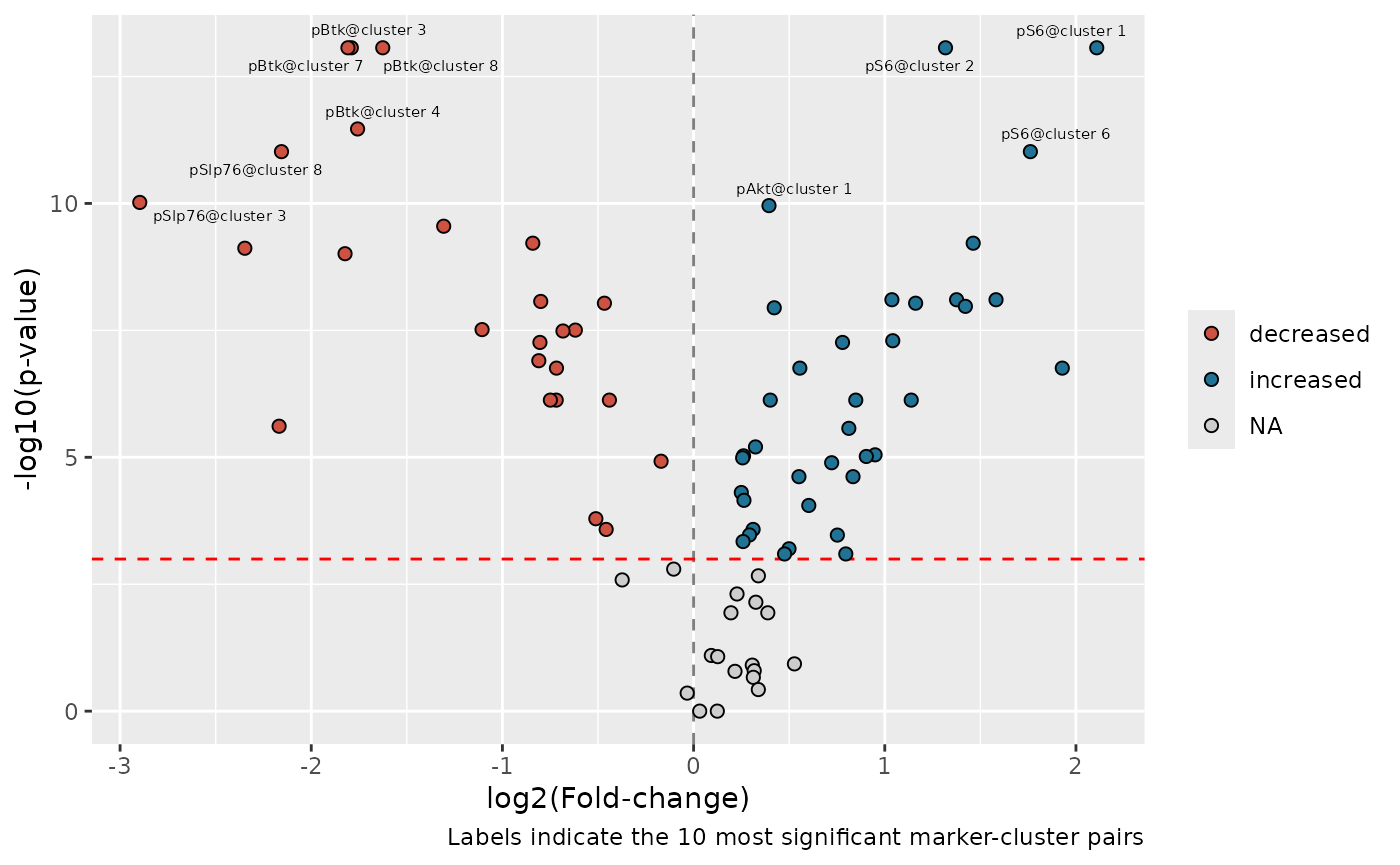 pBtk@cluster 3
pS6@cluster 1
pBtk@cluster 7
pBtk@cluster 8
pS6@cluster 2
pBtk@cluster 4
pS6@cluster 6
pSlp76@cluster 8
pAkt@cluster 1
pSlp76@cluster 3
10
5
0
-log10(p-value)
-3
-2
-1
0
1
2
log2(Fold-change)
decreased
increased
NA
Labels indicate the 10 most significant marker-cluster pairs